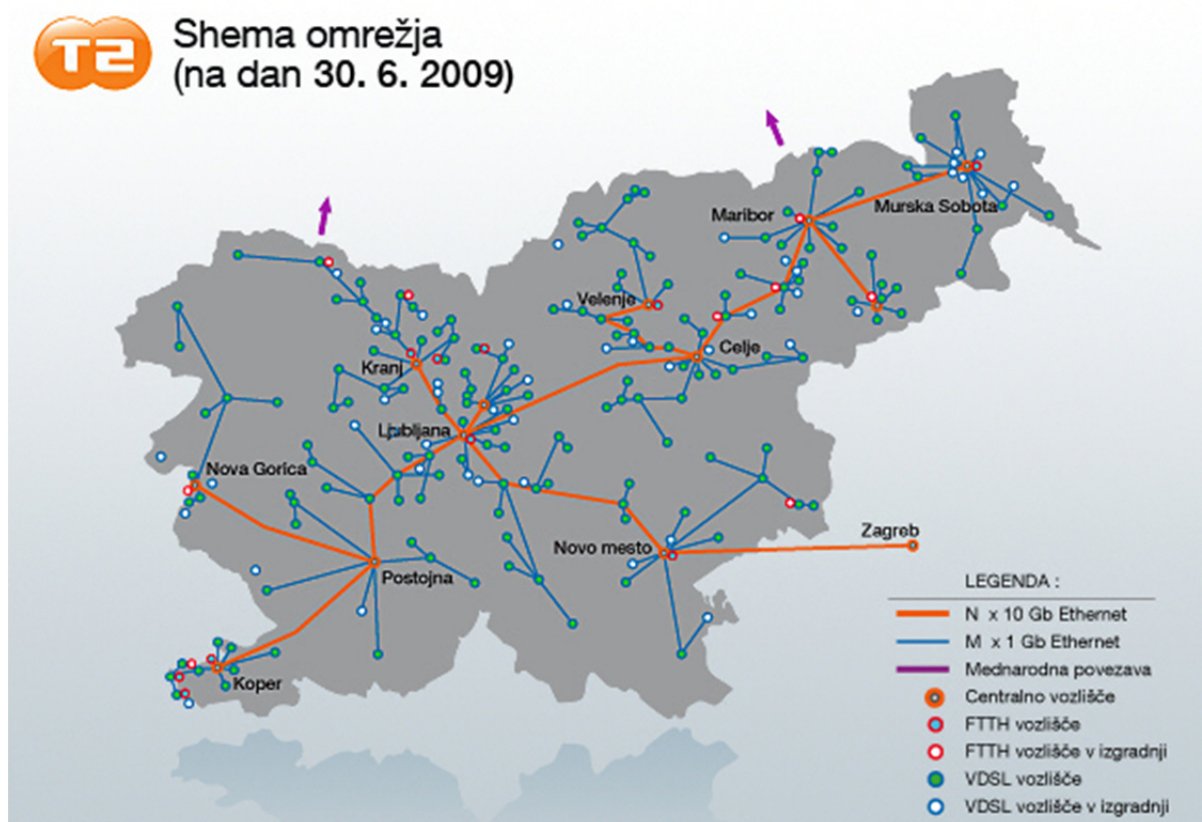 T2
Shema omrežja
(na dan 30. 6. 2009)
Maribor
Murska Sobota
Velenje
Celje
Kranj
Ljubljana
Nova Gorica
Zagreb
Novo mesto
Postojna
Koper
LEGENDA :
N x 10 Gb Ethernet
M x 1 Gb Ethernet
Mednarodna povezava
Centralno vozlišče
FTTH vozlišče
FTTH vozlišče v izgradnji
VDSL vozlišče
VDSL vozlišče v izgradnji